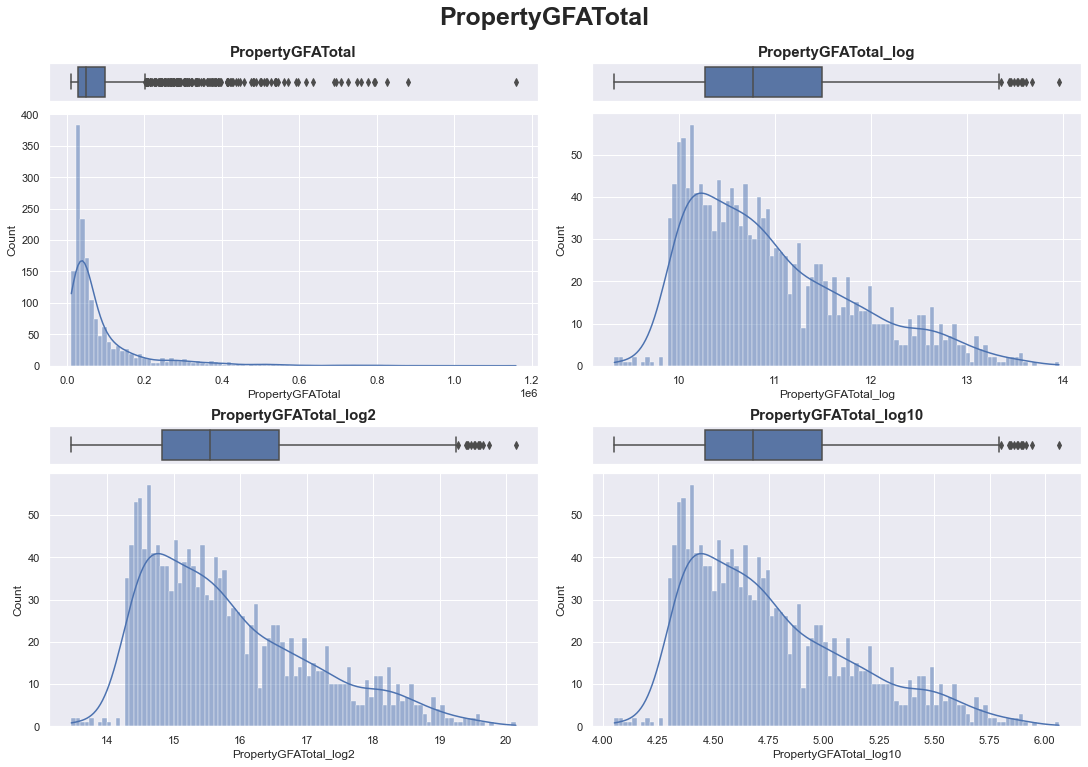 PropertyGFATotal
PropertyGFATotal
400
350
300
250
200
150
100
50
0
Count
0.0 0.2 0.4 0.6 0.8 1.0 1.2
1e6
PropertyGFATotal
PropertyGFATotal_log
50
40
30
20
10
0
Count
10 11 12 13 14
PropertyGFATotal_log
PropertyGFATotal_log2
50
40
30
20
10
0
Count
14 15 16 17 18 19 20
PropertyGFATotal_log2
PropertyGFATotal_log10
50
40
30
20
10
0
Count
4.00 4.25 4.50 4.75 5.00 5.25 5.50 5.75 6.00
PropertyGFATotal_log10